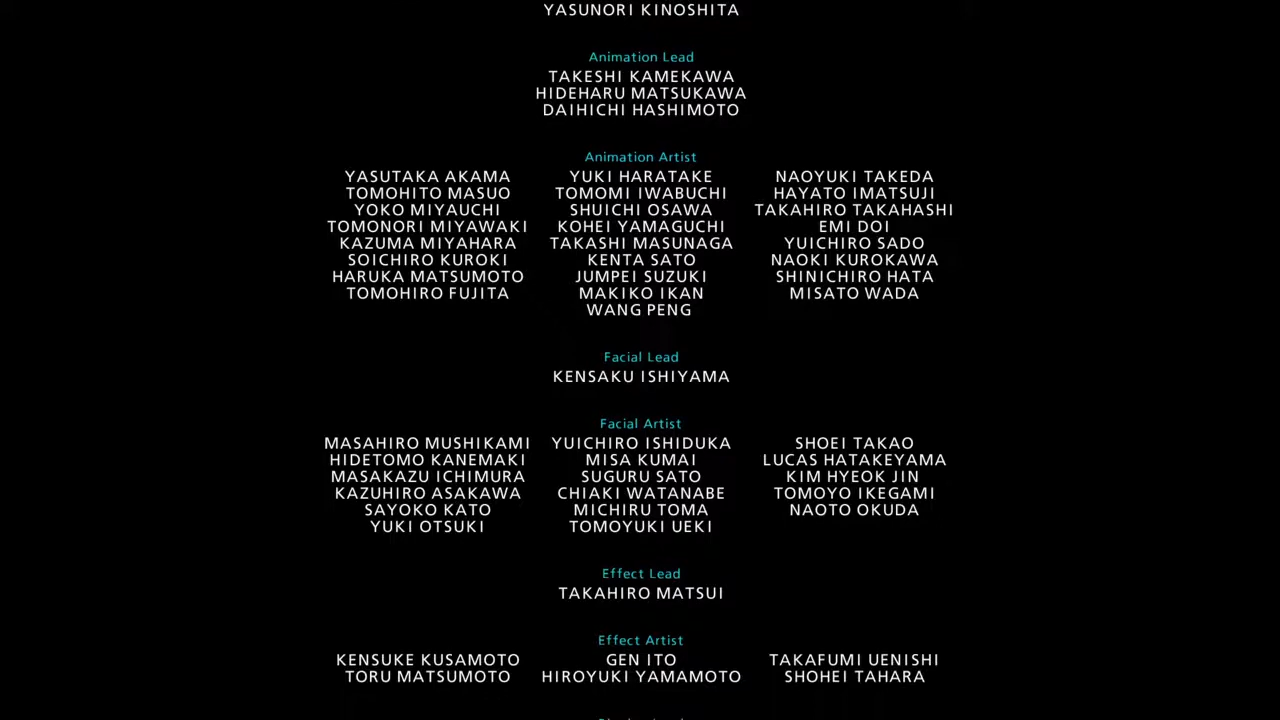 YASUNORI KINOSHITA
Animation Lead
TAKESHI KAMEKAWA
HIDEHARU MATSUKAWA
DAIHICHI HASHIMOTO
Animation Artist
YASUTAKA AKAMA YUKI HARATAKE NAOYUKI TAKEDA
TOMOHITO MASUO TOMOMI IWABUCHI HAYATO IMATSUJI
YOKO MIYAUCHI SHUICHI OSAWA TAKAHIRO TAKAHASHI
TOMONORI MIYAWAKI KOHEI YAMAGUCHI EMI DOI
KAZUMA MIYAHARA TAKASHI MASUNAGA YUICHIRO SADO
SOICHIRO KUROKI KENTA SATO NAOKI KUROKAWA
HARUKA MATSUMOTO JUMPEI SUZUKI SHINICHIRO HATA
TOMOHIRO FUJITA MAKIKO IKAN MISATO WADA
WANG PENG
Facial Lead
KENSAKU ISHIYAMA
Facial Artist
MASAHIRO MUSHIKAMI YUICHIRO ISHIDUKA SHOEI TAKAO
HIDETOMO KANEMAKI MISA KUMAI LUCAS HATAKEYAMA
MASAKAZU ICHIMURA SUGURU SATO KIM HYEOK JIN
KAZUHIRO ASAKAWA CHIAKI WATANABE TOMOYO IKEGAMI
SAYOKO KATO MICHIRU TOMA NAOTO OKUDA
YUKI OTSUKI TOMOYUKI UEKI
Effect Lead
TAKAHIRO MATSUI
Effect Artist
KENSUKE KUSAMOTO GEN ITO TAKAFUMI UENISHI
TORU MATSUMOTO HIROYUKI YAMAMOTO SHOHEI TAHARA